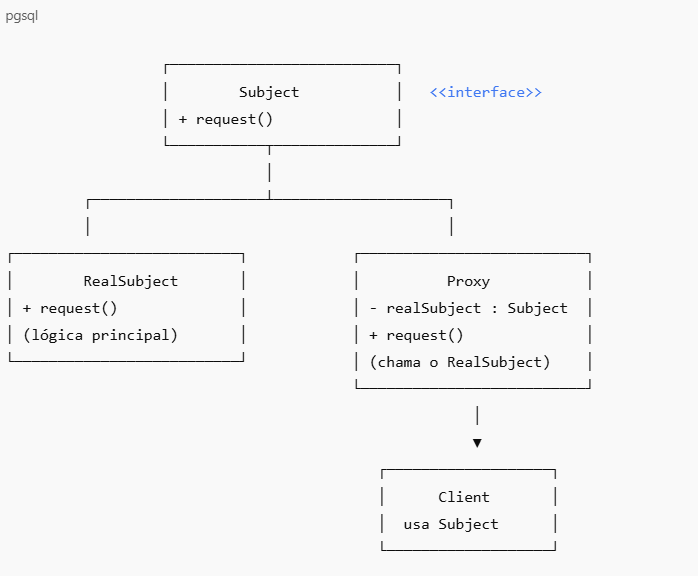 pgsql
Subject <<interface>>
+ request()
RealSubject
+ request()
(lógica principal)
Proxy
- realSubject : Subject
+ request()
(chama o RealSubject)
Client
usa Subject